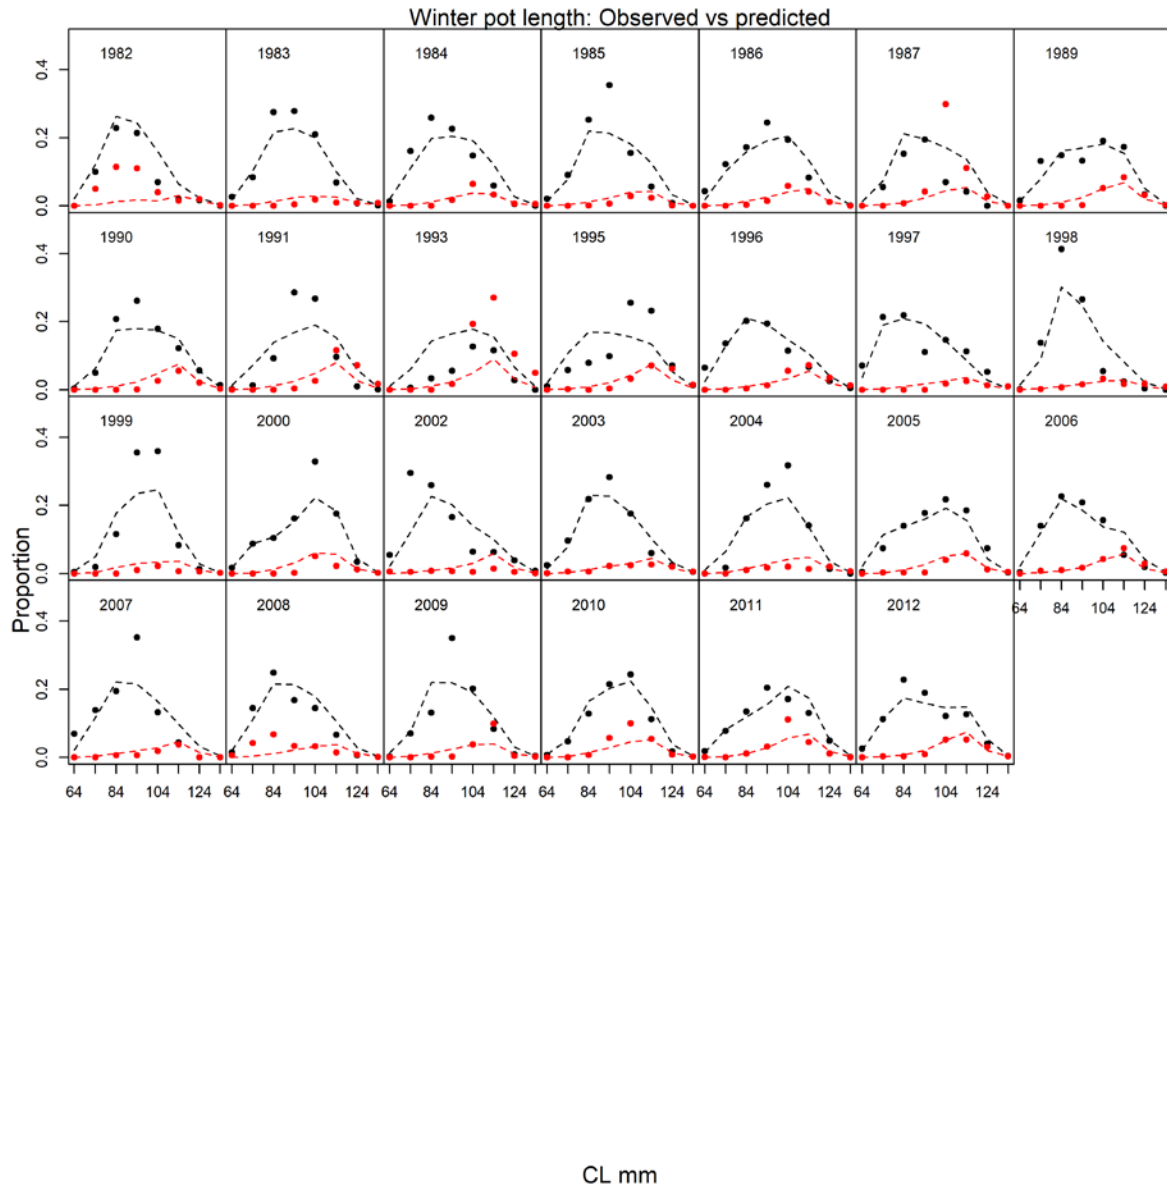 Winter pot length: Observed vs predicted
1982 1983 1984 1985 1986 1987 1989
0.4
0.2
0.0
1990 1991 1993 1995 1996 1997 1998
0.4
0.2
0.0
1999 2000 2002 2003 2004 2005 2006
0.4
0.2
0.0
64 84 104 124
Proportion
2007 2008 2009 2010 2011 2012
0.4
0.2
0.0
64 84 104 124 64 84 104 124 64 84 104 124 64 84 104 124 64 84 104 124 64 84 104 124
CL mm